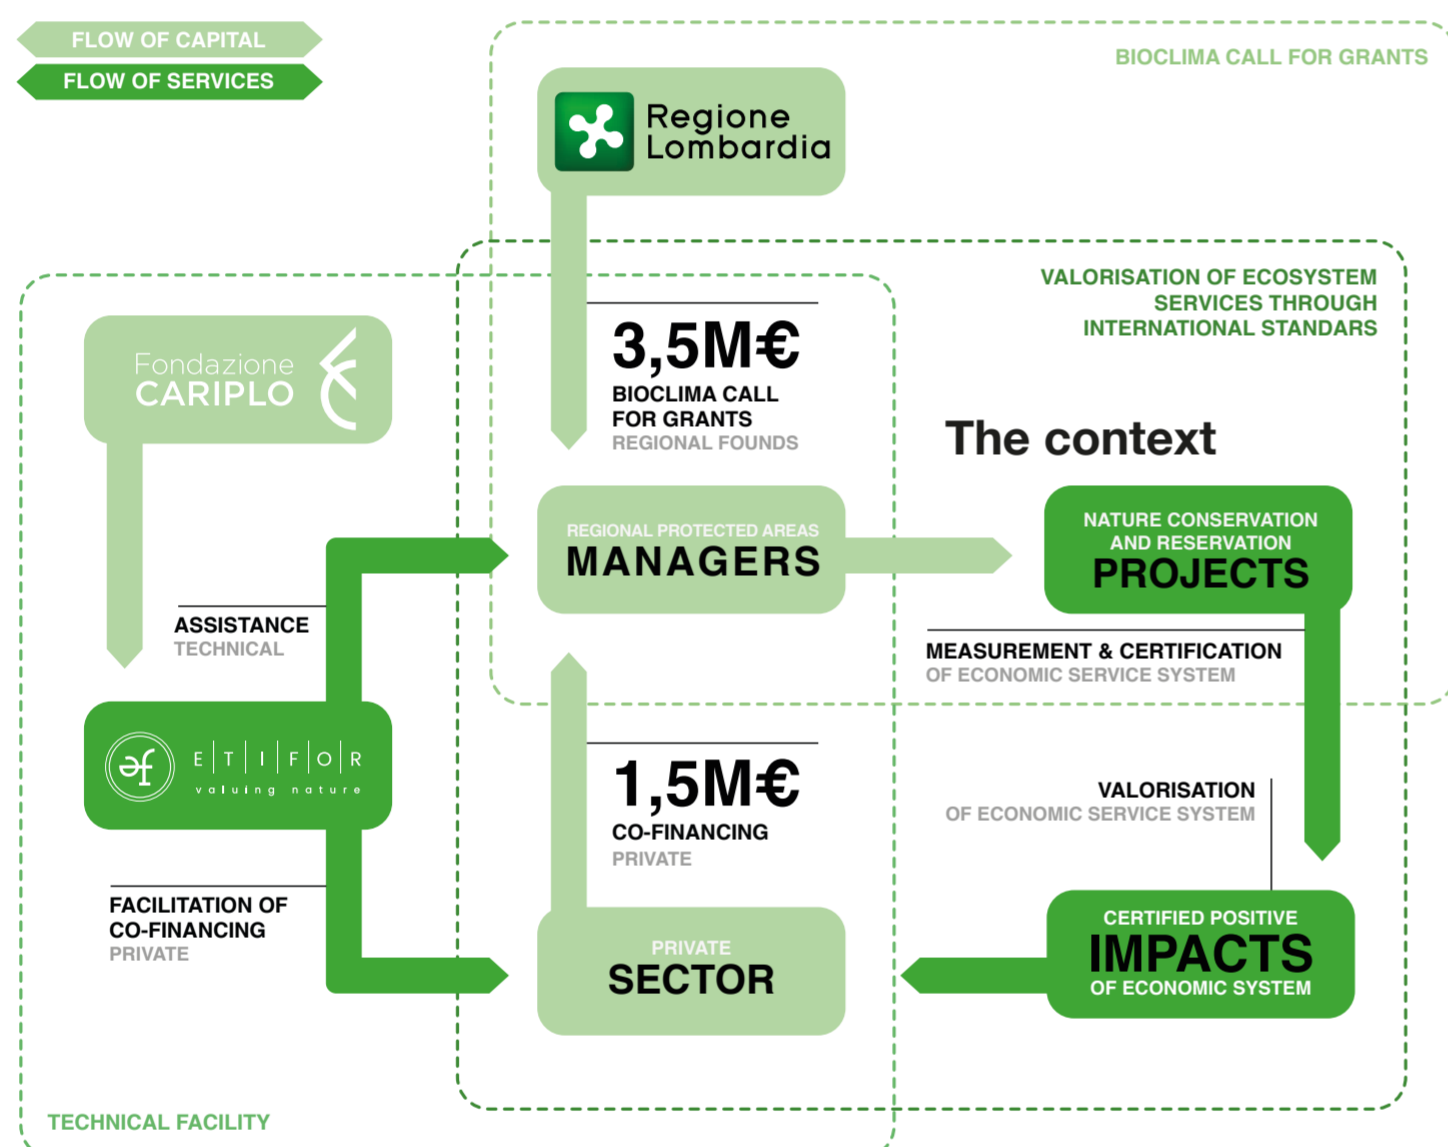 FLOW OF CAPITAL
FLOW OF SERVICES
BIOCLIMA CALL FOR GRANTS
Regione
Lombardia
VALORISATION OF ECOSYSTEM
SERVICES THROUGH
INTERNATIONAL STANDARS
Fondazione
CARIPLO
3,5M€
BIOCLIMA CALL
FOR GRANTS
REGIONAL FOUNDS
The context
REGIONAL PROTECTED AREAS
MANAGERS
NATURE CONSERVATION
AND RESERVATION
PROJECTS
ASSISTANCE
TECHNICAL
MEASUREMENT & CERTIFICATION
OF ECONOMIC SERVICE SYSTEM
ef
E|T|I|F|O|R
valuing nature
1,5M€
CO-FINANCING
PRIVATE
VALORISATION
OF ECONOMIC SERVICE SYSTEM
FACILITATION OF
CO-FINANCING
PRIVATE
PRIVATE
SECTOR
CERTIFIED POSITIVE
IMPACTS
OF ECONOMIC SYSTEM
TECHNICAL FACILITY